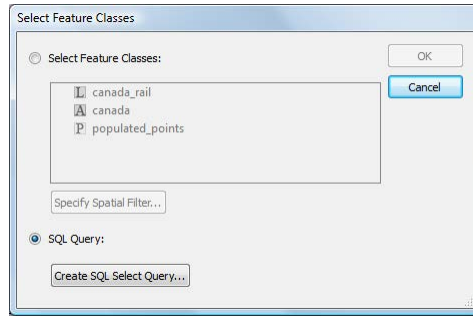 Select Feature Classes
Select Feature Classes:
OK
Cancel
L canada_rail
A canada
P populated_points
Specify Spatial Filter...
SQL Query:
Create SQL Select Query...